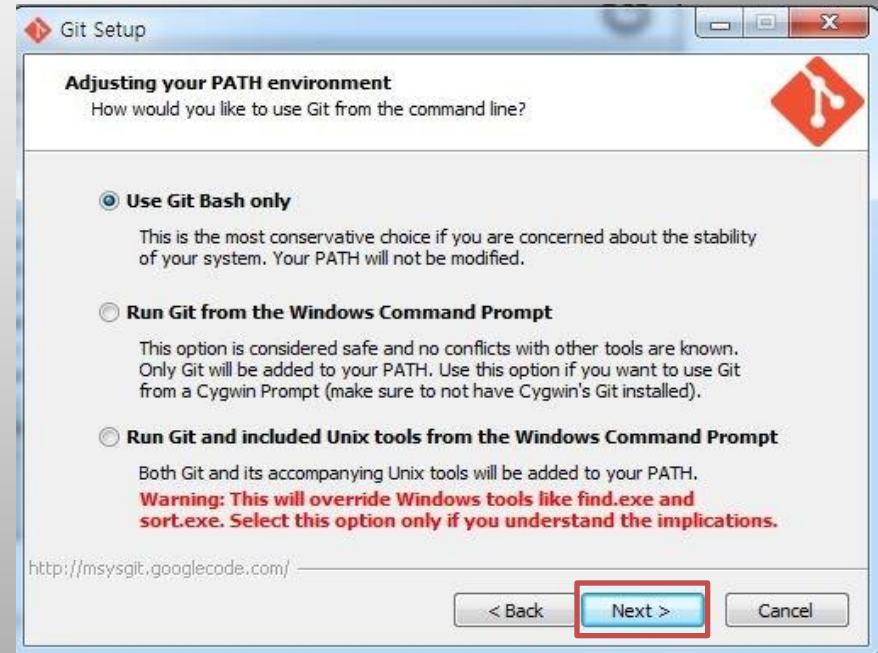 Git Setup
Adjusting your PATH environment
How would you like to use Git from the command line?
Use Git Bash only
This is the most conservative choice if you are concerned about the stability
of your system. Your PATH will not be modified.
Run Git from the Windows Command Prompt
This option is considered safe and no conflicts with other tools are known.
Only Git will be added to your PATH. Use this option if you want to use Git
from a Cygwin Prompt (make sure to not have Cygwin's Git installed).
Run Git and included Unix tools from the Windows Command Prompt
Both Git and its accompanying Unix tools will be added to your PATH.
Warning: This will override Windows tools like find.exe and
sort.exe. Select this option only if you understand the implications.
http://msysgit.googlecode.com/
< Back Next > Cancel